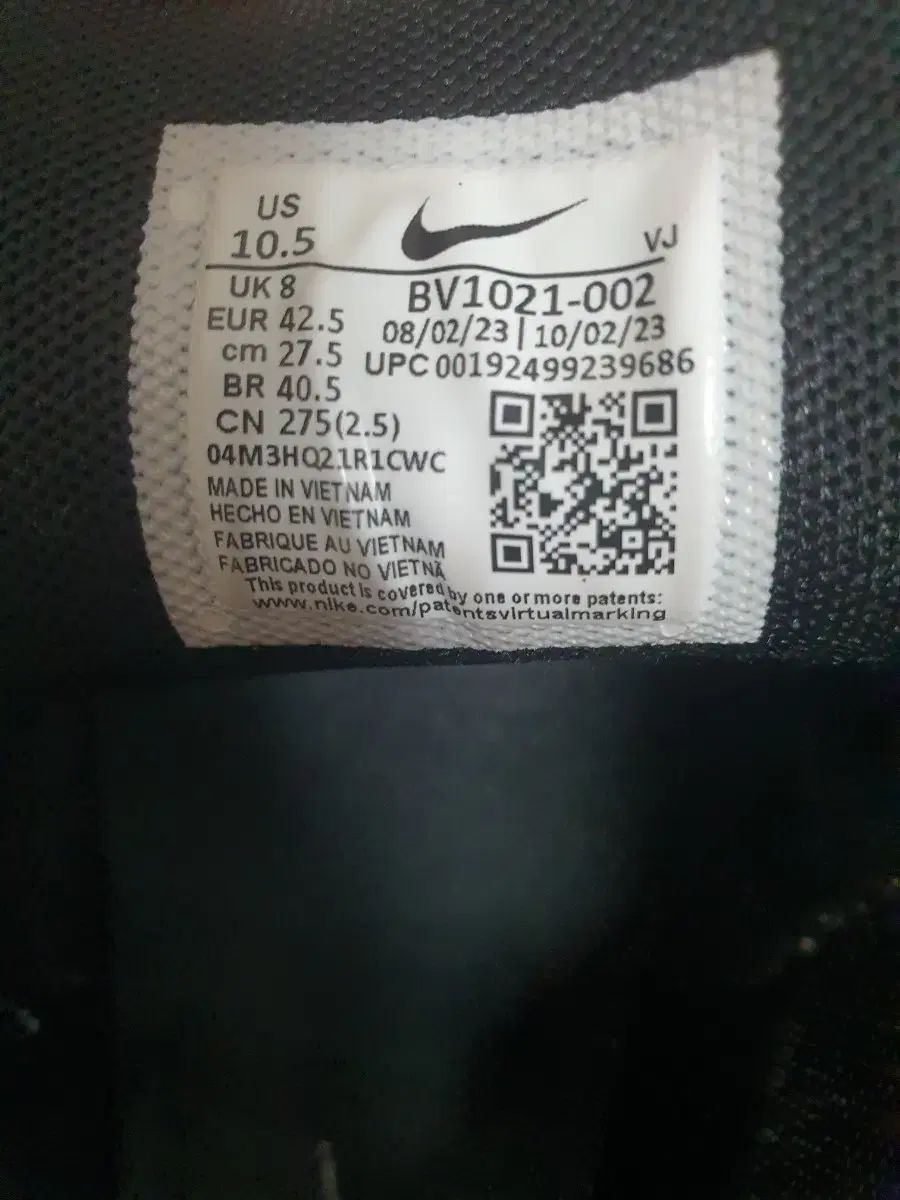 US
10.5
VJ
UK 8
BV1021-002
EUR 42.5
08/02/23 | 10/02/23
cm 27.5
UPC 00192499239686
BR 40.5
CN 275(2.5)
04M3HQ21R1CWC
MADE IN VIETNAM
HECHO EN VIETNAM
FABRIQUE AU VIETNAM
FABRICADO NO VIETNÃ
This product is covered by one or more patents:
www.nike.com/patentsvirtualmarking